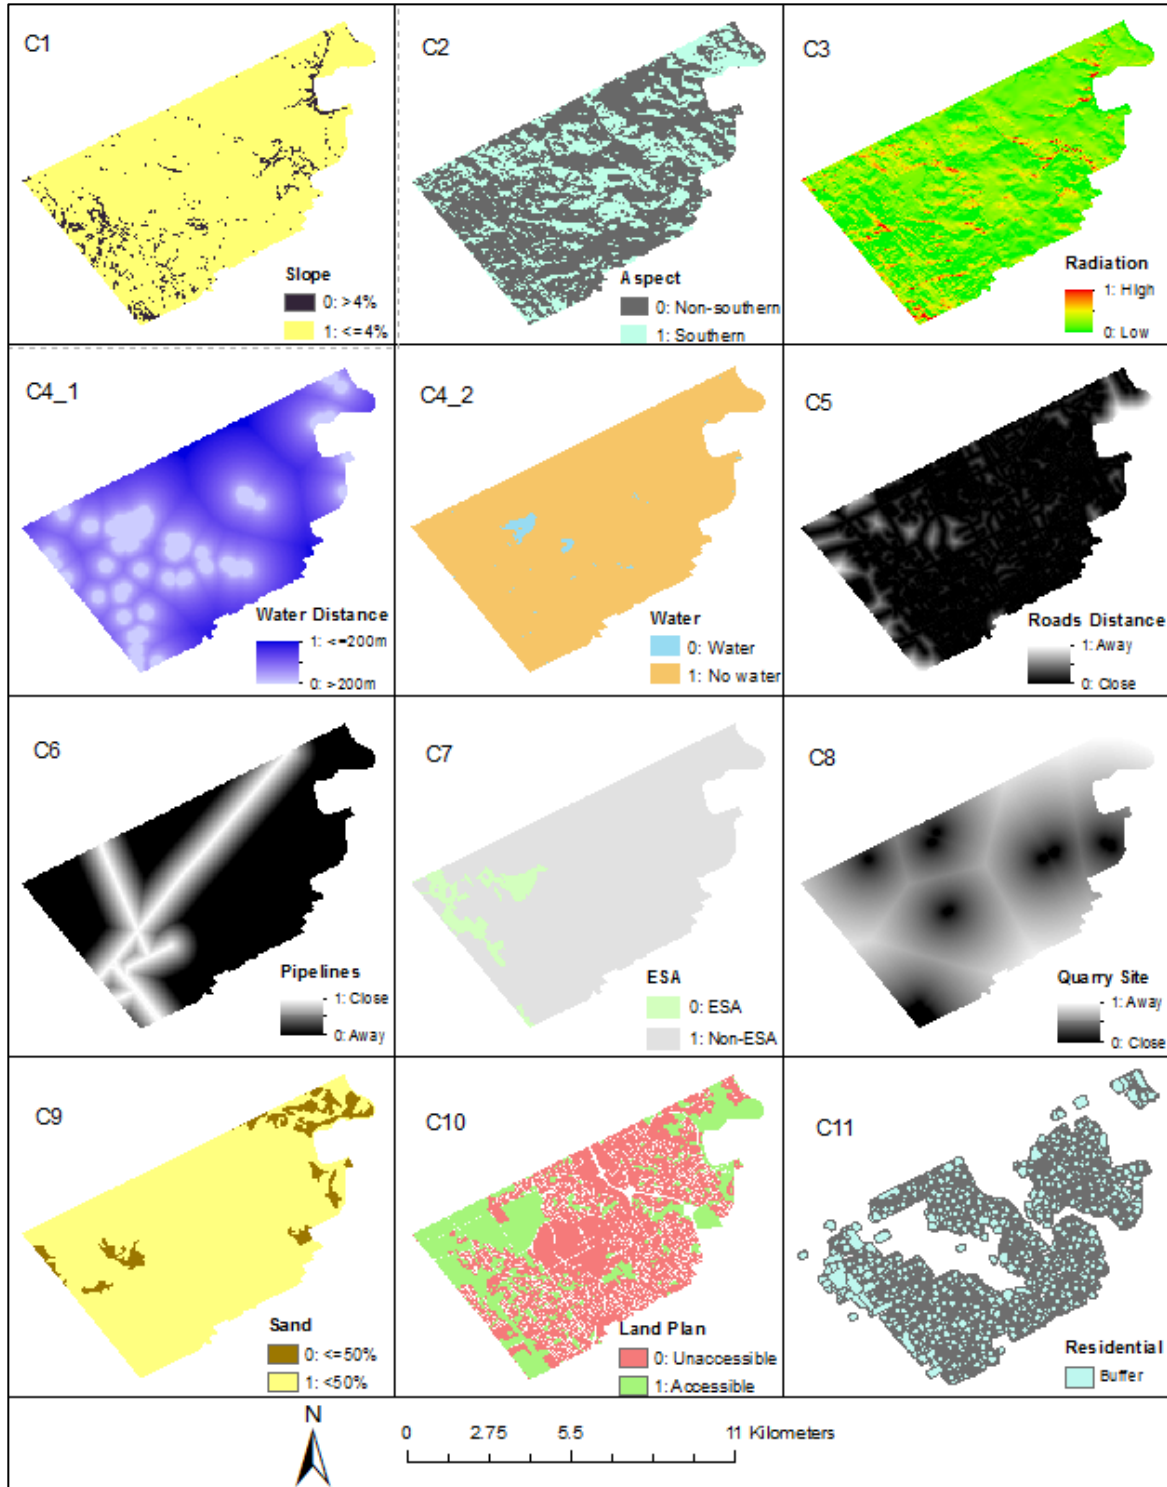 C1
Slope
0: >4%
1: <=4%
C2
Aspect
0: Non-southern
1: Southern
C3
Radiation
1: High
0: Low
C4_1
Water Distance
1: <=200m
0: >200m
C4_2
Water
0: Water
1: No water
C5
Roads Distance
1: Away
0: Close
C6
Pipelines
1: Close
0: Away
C7
ESA
0: ESA
1: Non-ESA
C8
Quarry Site
1: Away
0: Close
C9
Sand
0: <=50%
1: <50%
C10
Land Plan
0: Unaccessible
1: Accessible
C11
Residential
Buffer
N
0 2.75 5.5 11 Kilometers